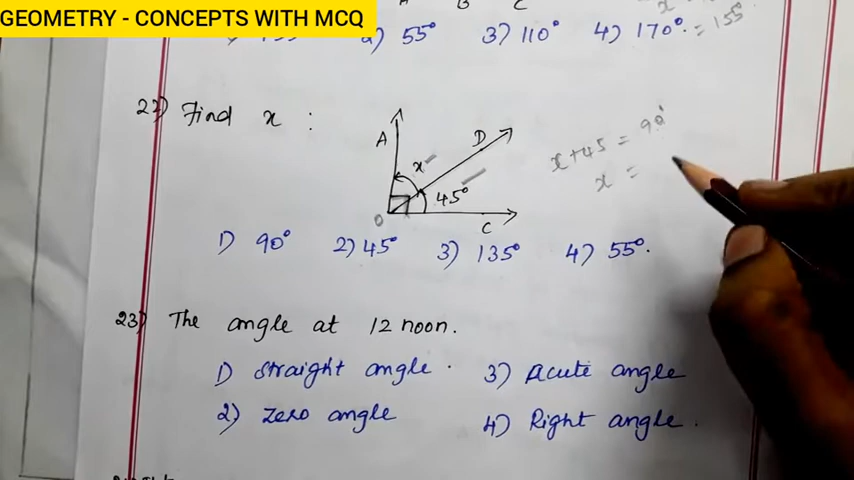 GEOMETRY - CONCEPTS WITH MCQ
A B C x
2) 55° 3) 110° 4) 170° = 155°
22) Find x :
A
D
x
45°
O
C
x+45 = 90°
x =
1) 90° 2) 45° 3) 135° 4) 55°.
23) The angle at 12 noon.
1) Straight angle. 3) Acute angle
2) Zero angle 4) Right angle.